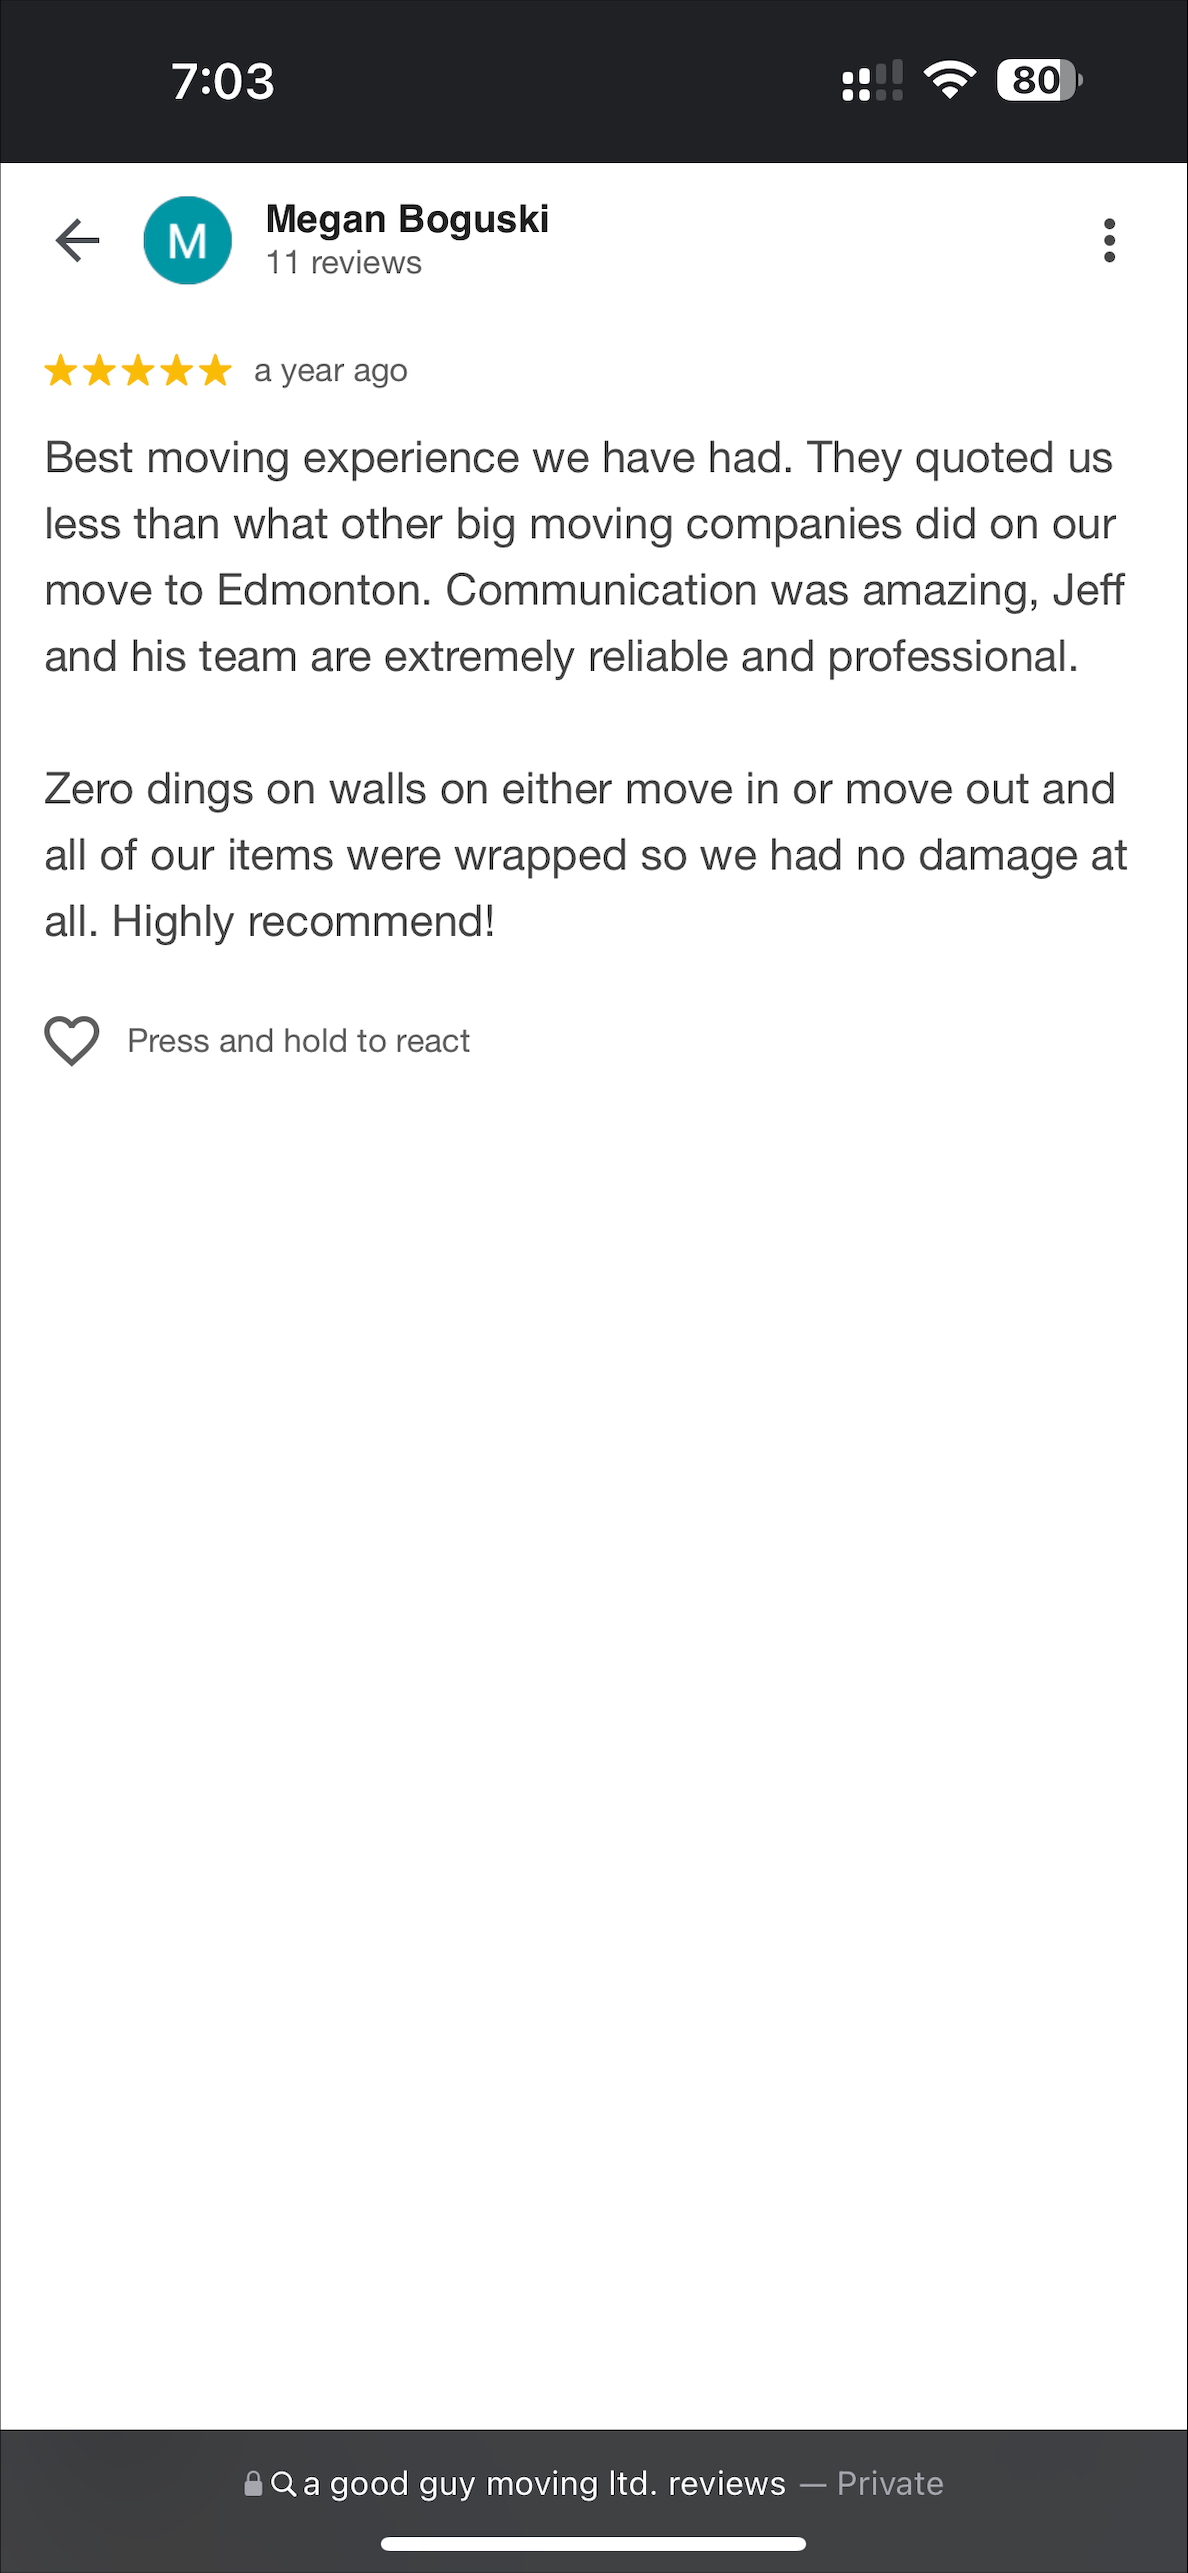 7:03
80
M
Megan Boguski
11 reviews
a year ago
Best moving experience we have had. They quoted us
less than what other big moving companies did on our
move to Edmonton. Communication was amazing, Jeff
and his team are extremely reliable and professional.
Zero dings on walls on either move in or move out and
all of our items were wrapped so we had no damage at
all. Highly recommend!
Press and hold to react
a good guy moving ltd. reviews — Private